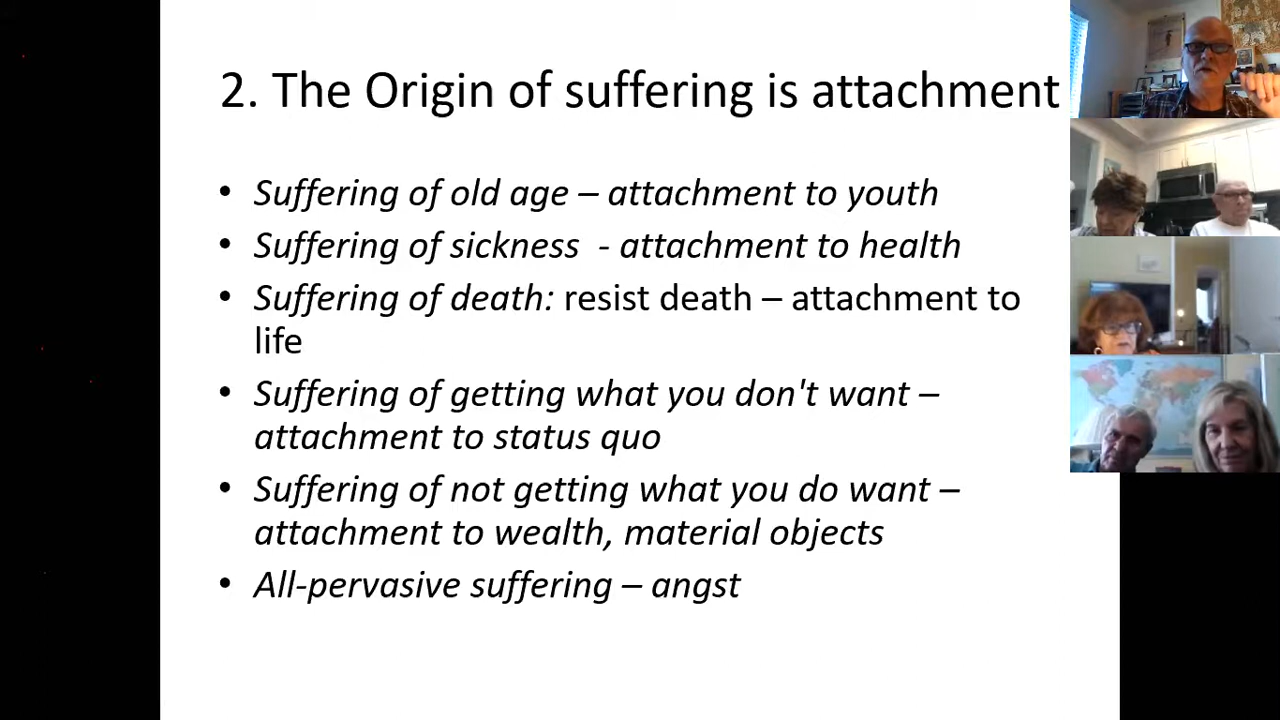 2. The Origin of suffering is attachment
• Suffering of old age – attachment to youth
• Suffering of sickness  - attachment to health
• Suffering of death: resist death – attachment to
life
• Suffering of getting what you don't want –
attachment to status quo
• Suffering of not getting what you do want –
attachment to wealth, material objects
• All-pervasive suffering – angst